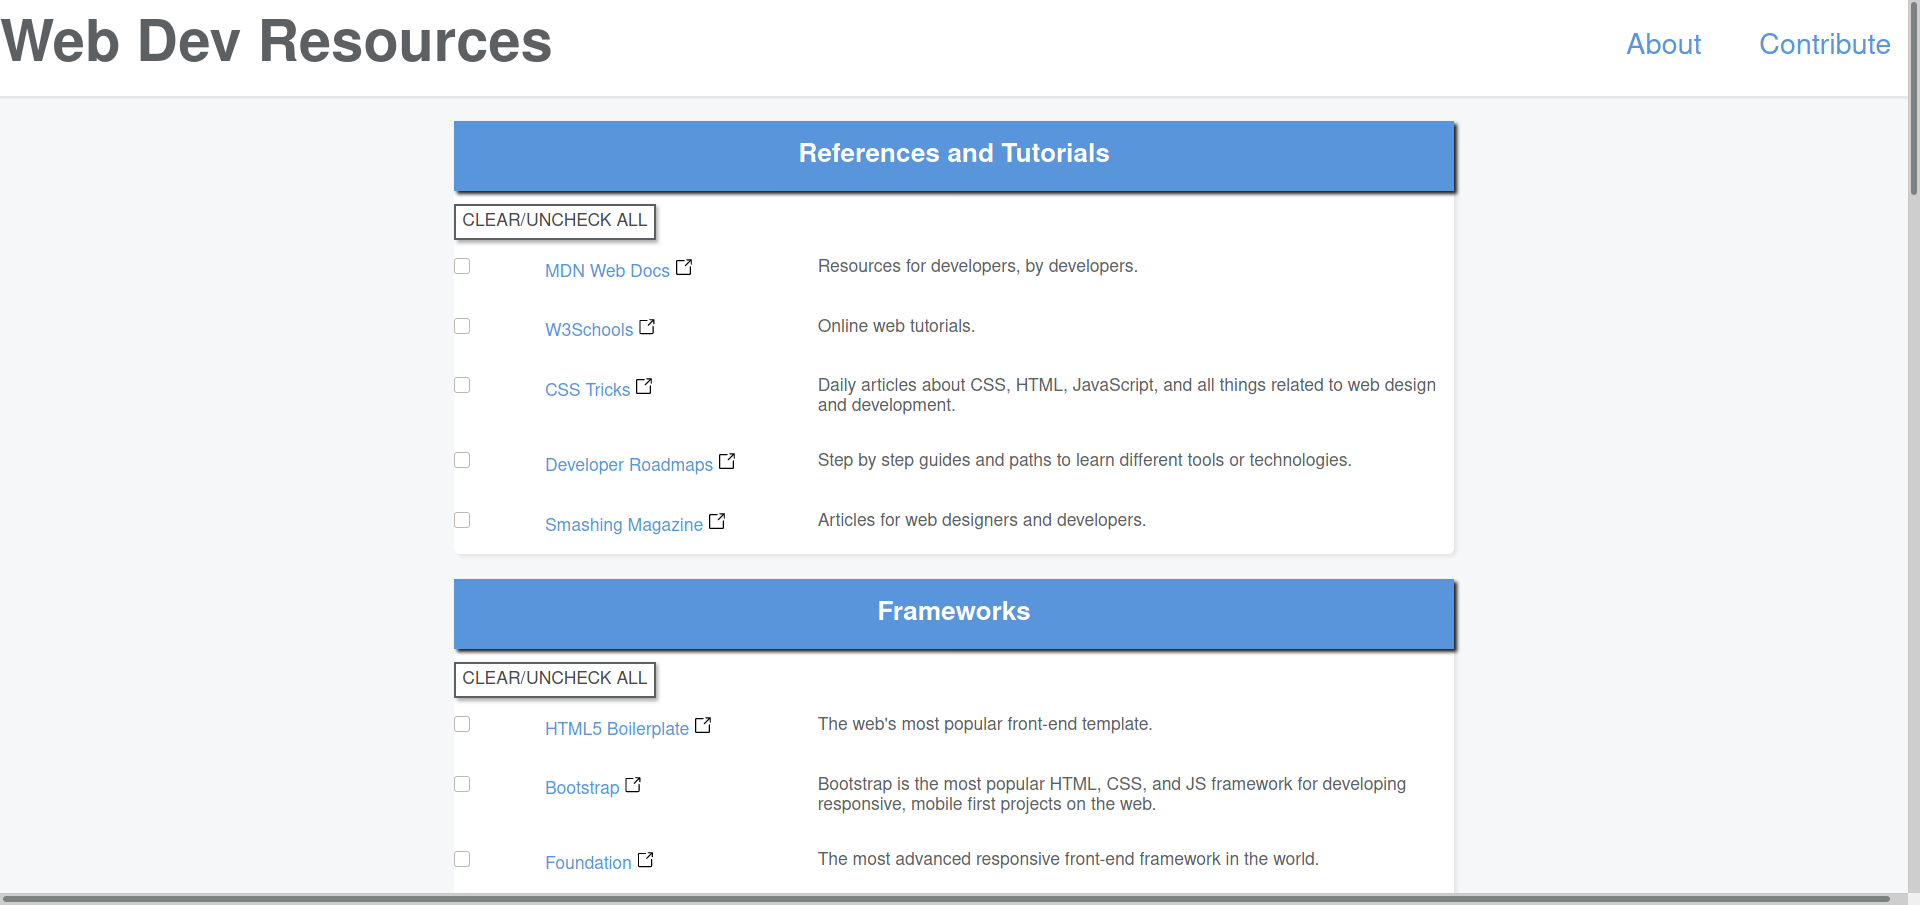 Web Dev Resources
About
Contribute
References and Tutorials
CLEAR/UNCHECK ALL
MDN Web Docs
Resources for developers, by developers.
W3Schools
Online web tutorials.
CSS Tricks
Daily articles about CSS, HTML, JavaScript, and all things related to web design
and development.
Developer Roadmaps
Step by step guides and paths to learn different tools or technologies.
Smashing Magazine
Articles for web designers and developers.
Frameworks
CLEAR/UNCHECK ALL
HTML5 Boilerplate
The web's most popular front-end template.
Bootstrap
Bootstrap is the most popular HTML, CSS, and JS framework for developing
responsive, mobile first projects on the web.
Foundation
The most advanced responsive front-end framework in the world.